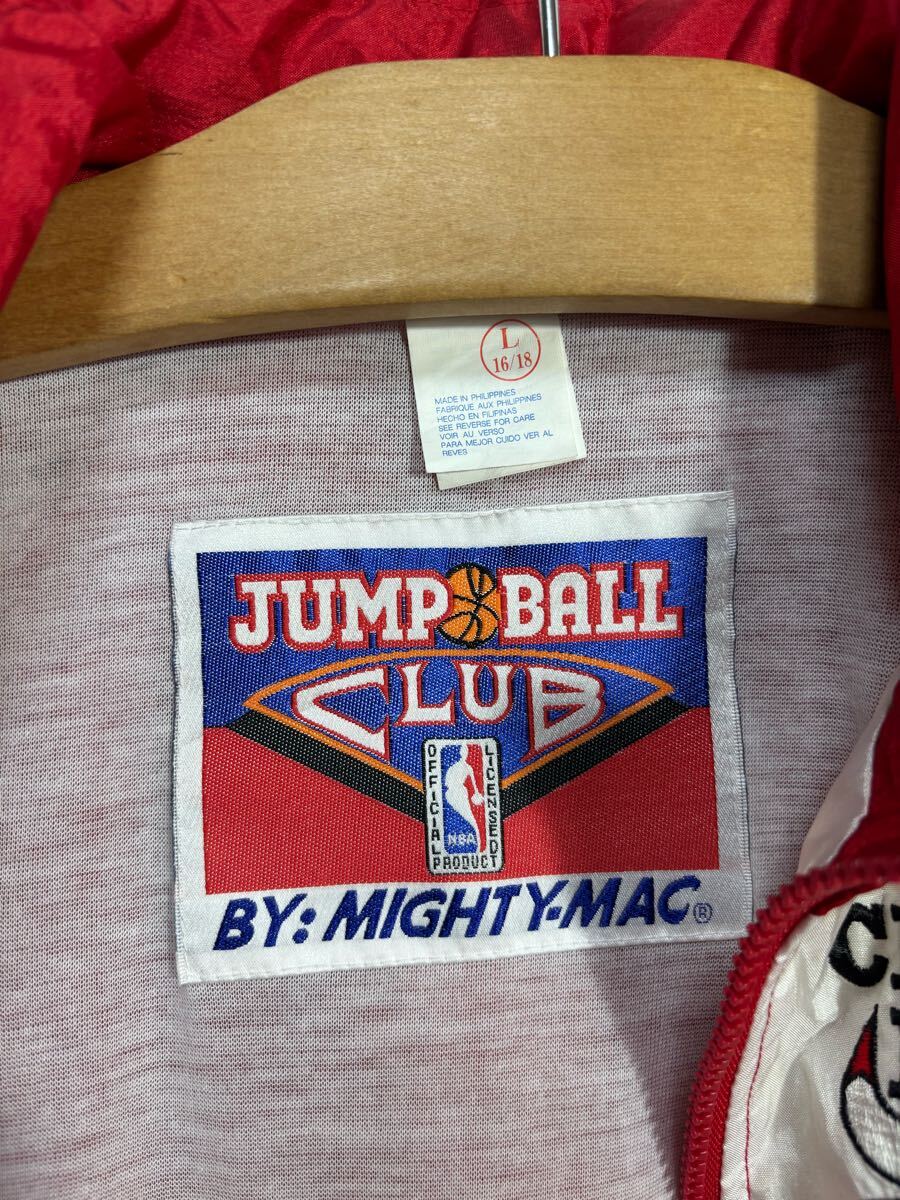 L
16/18
MADE IN PHILIPPINES
FABRIQUE AUX PHILIPPINES
HECHO EN FILIPINAS
SEE REVERSE FOR CARE
VOIR AU VERSO
PARA MEJOR CUIDO VER AL
REVES
JUMP BALL
CLUB
OFFICIAL LICENSED
NBA
PRODUCT
BY: MIGHTY-MAC®